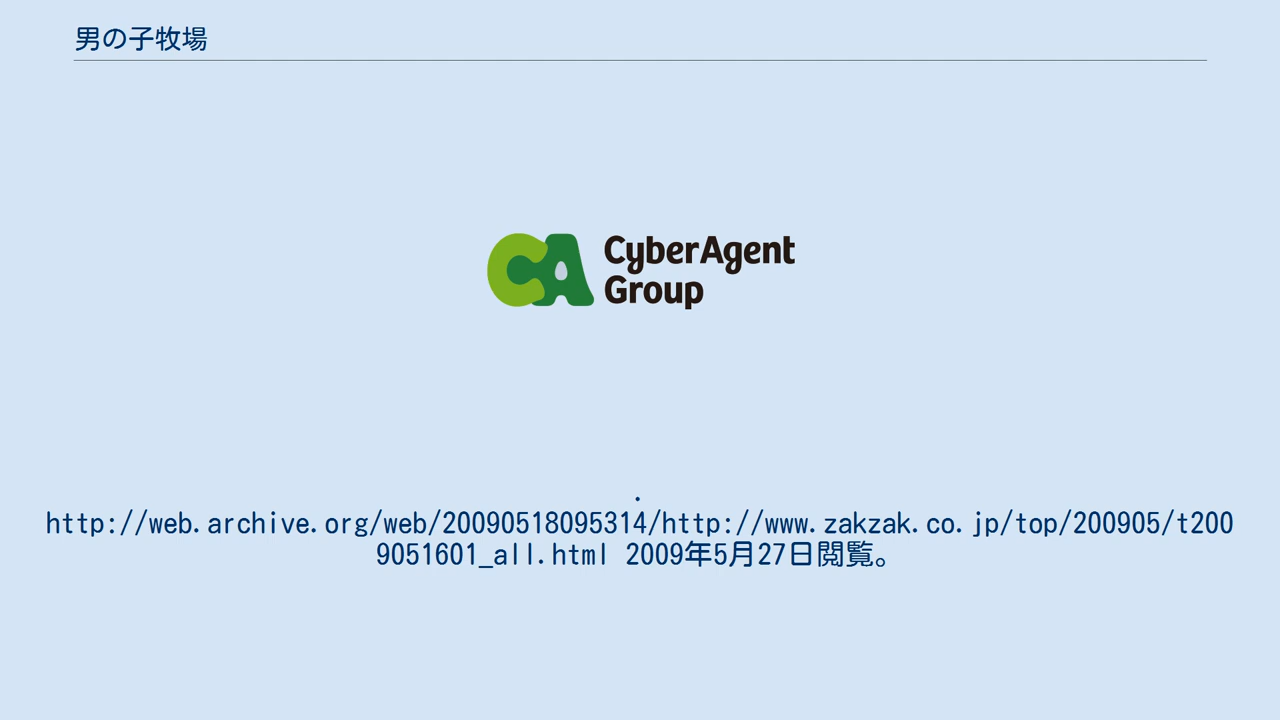 男の子牧場
CA
CyberAgent
Group
.
http://web.archive.org/web/20090518095314/http://www.zakzak.co.jp/top/200905/t200
9051601_all.html 2009年5月27日閲覧。